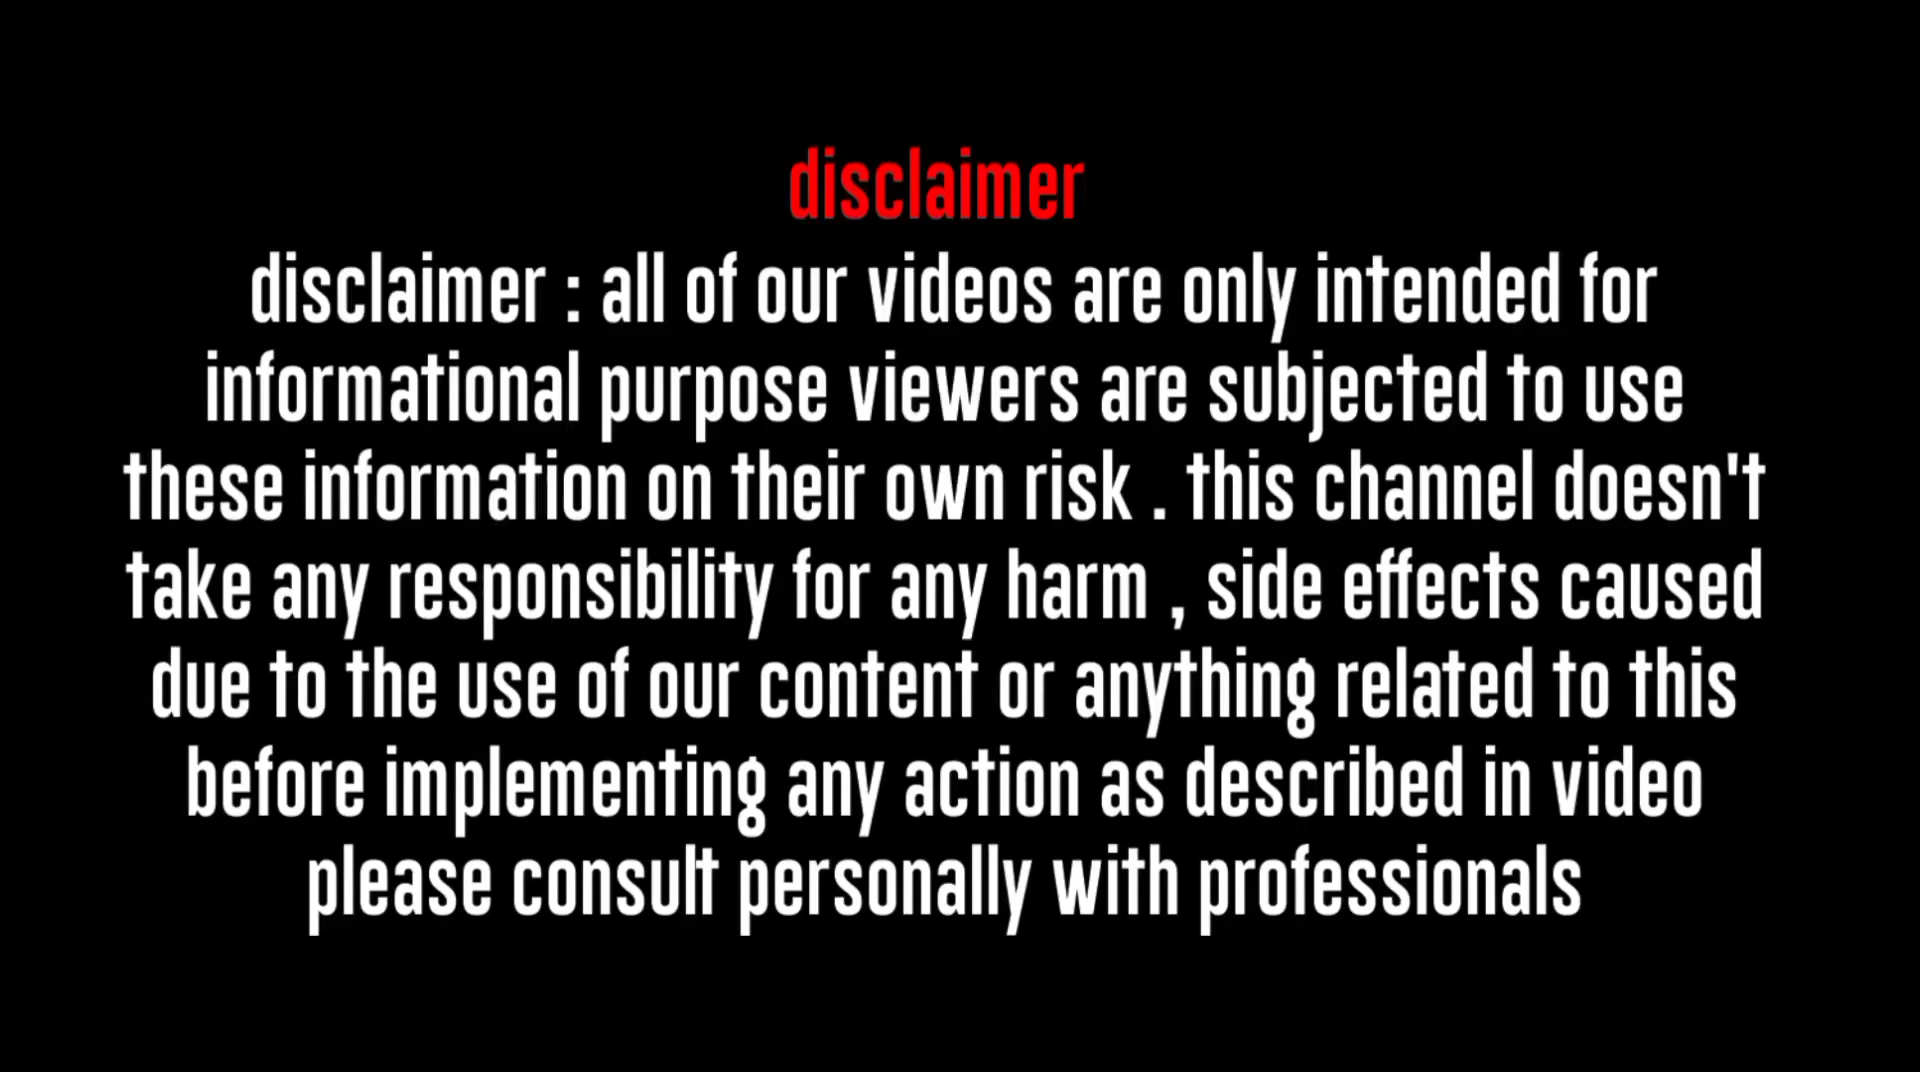 disclaimer
disclaimer : all of our videos are only intended for
informational purpose viewers are subjected to use
these information on their own risk . this channel doesn't
take any responsibility for any harm , side effects caused
due to the use of our content or anything related to this
before implementing any action as described in video
please consult personally with professionals